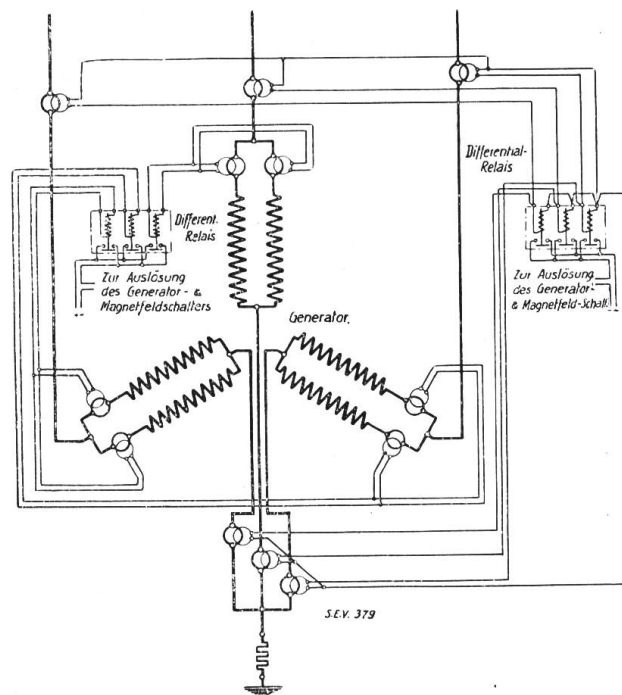 Differential-
Relais
Different.
Relais
Zur Auslösung
des Generator- &
Magnetfeldschalters
Zur Auslösung
des Generator-
& Magnetfeld-Schalt
Generator.
S.E.V. 379